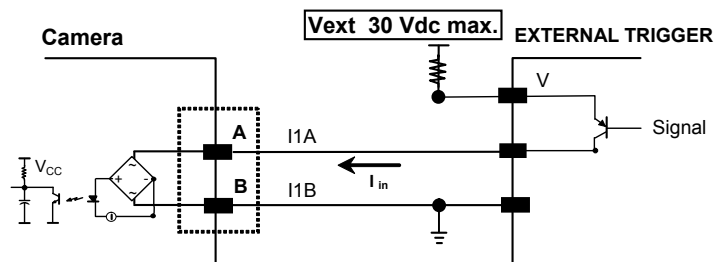 Vext 30 Vdc max.
Camera
EXTERNAL TRIGGER
V
A
I1A
Signal
VCC
I in
B
I1B
+
~
-
~